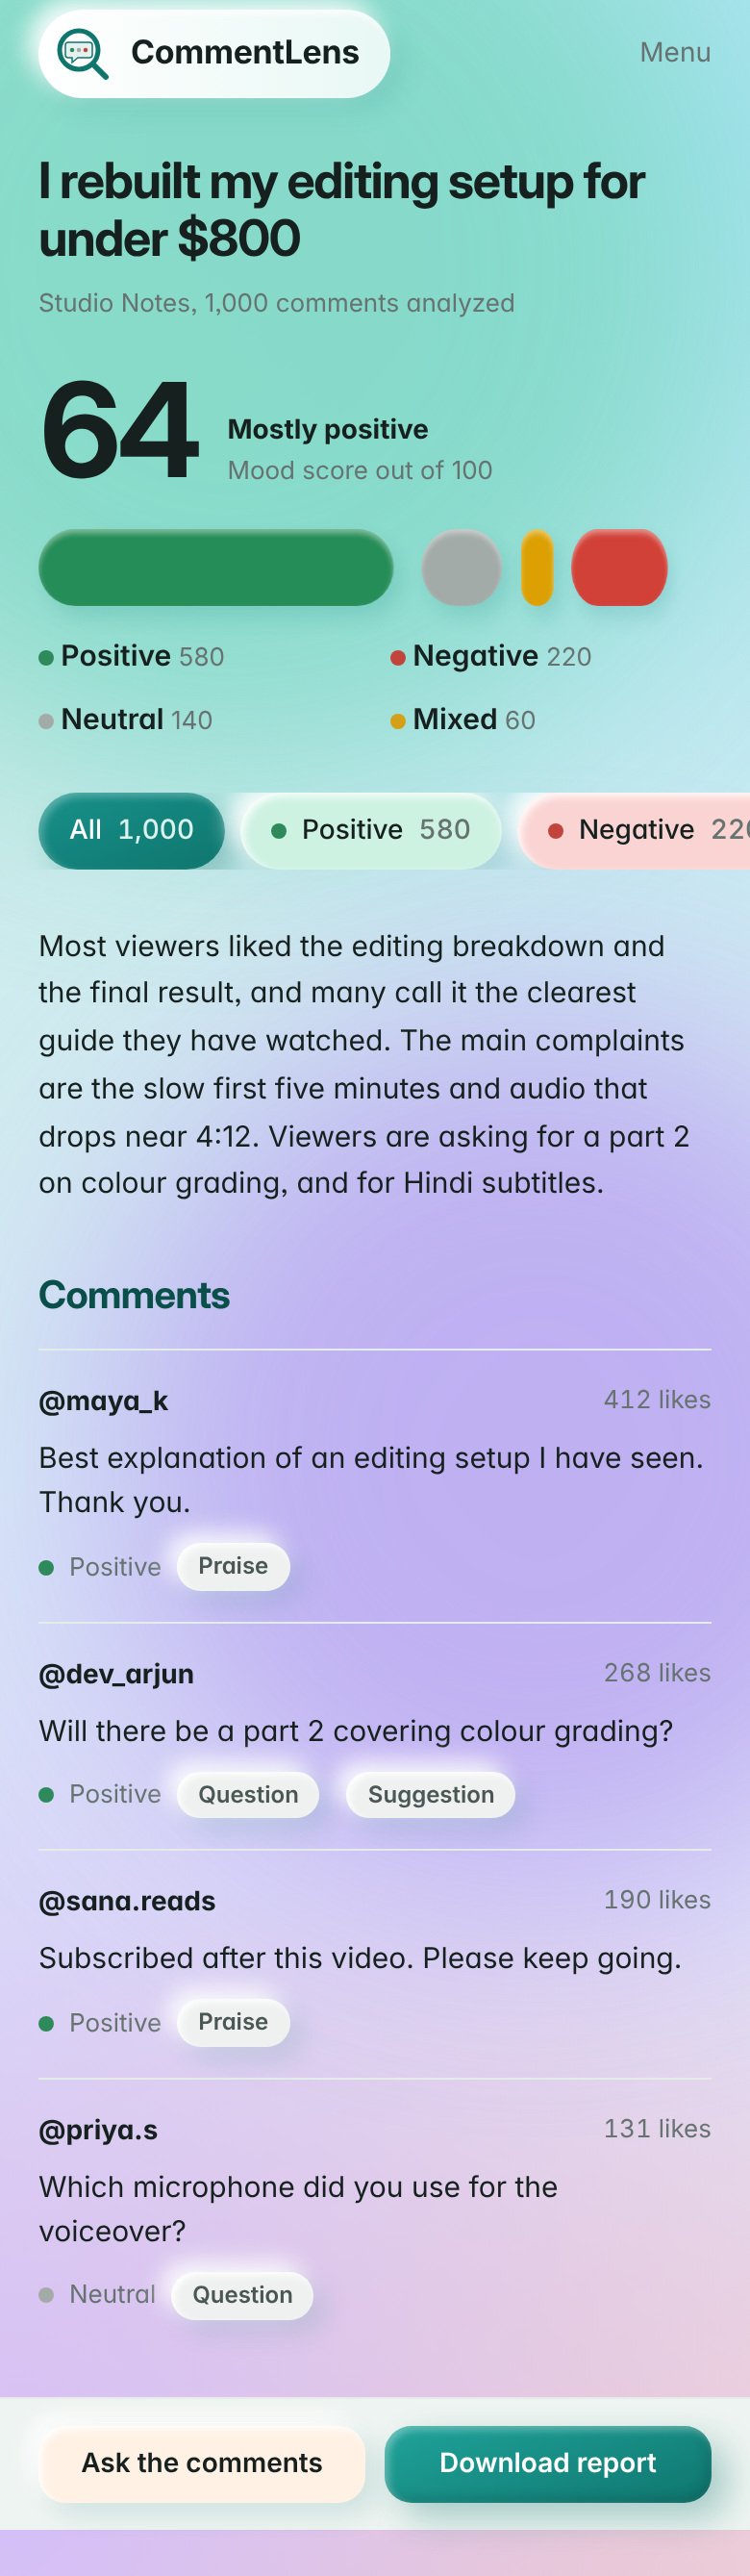 CommentLens
Menu
I rebuilt my editing setup for
under $800
Studio Notes, 1,000 comments analyzed
64
Mostly positive
Mood score out of 100
Positive 580
Negative 220
Neutral 140
Mixed 60
All 1,000
Positive 580
Negative 220
Most viewers liked the editing breakdown and
the final result, and many call it the clearest
guide they have watched. The main complaints
are the slow first five minutes and audio that
drops near 4:12. Viewers are asking for a part 2
on colour grading, and for Hindi subtitles.
Comments
@maya_k
412 likes
Best explanation of an editing setup I have seen.
Thank you.
Positive Praise
@dev_arjun
268 likes
Will there be a part 2 covering colour grading?
Positive Question Suggestion
@sana.reads
190 likes
Subscribed after this video. Please keep going.
Positive Praise
@priya.s
131 likes
Which microphone did you use for the
voiceover?
Neutral Question
Ask the comments
Download report